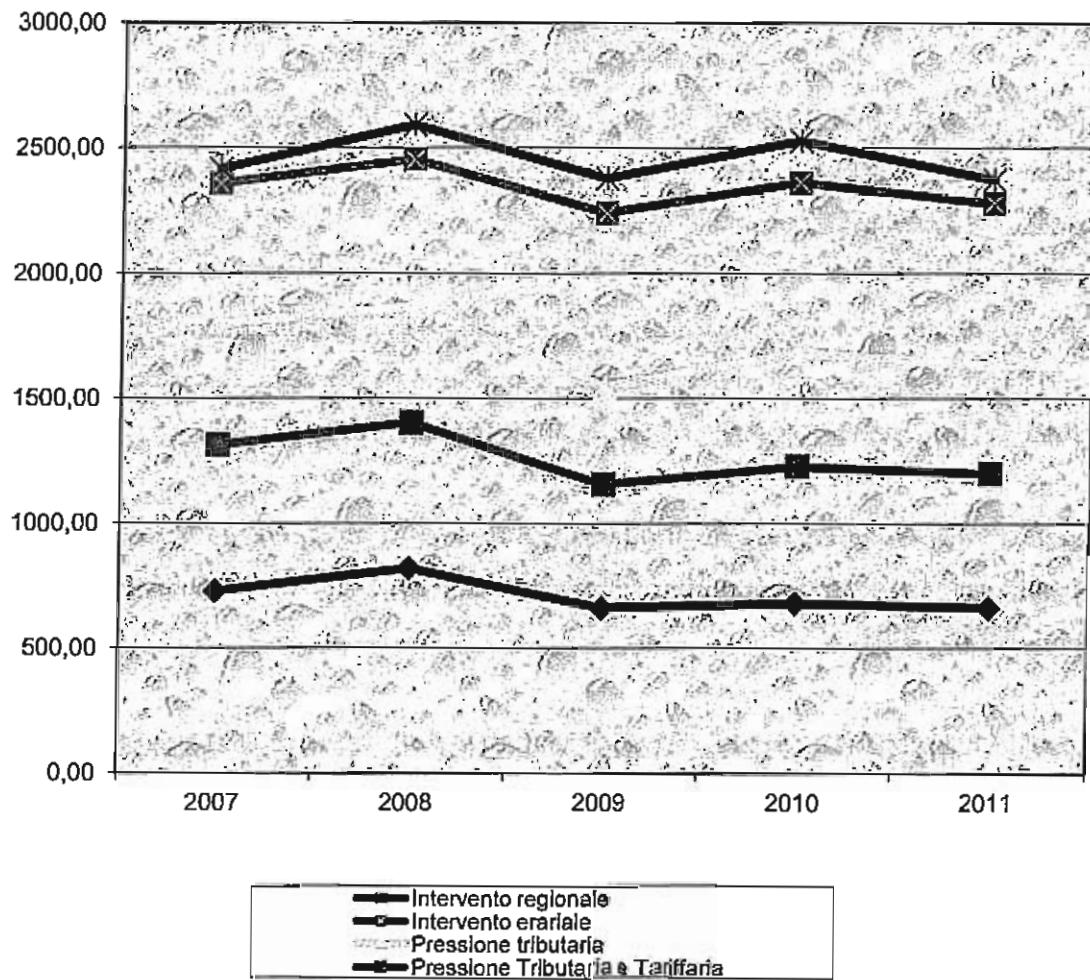 3000,00
2500,00
2000,00
1500,00
1000,00
500,00
0,00
2007 2008 2009 2010 2011
Intervento regionale
Intervento erariale
Pressione tributaria
Pressione Tributaria e Tariffaria